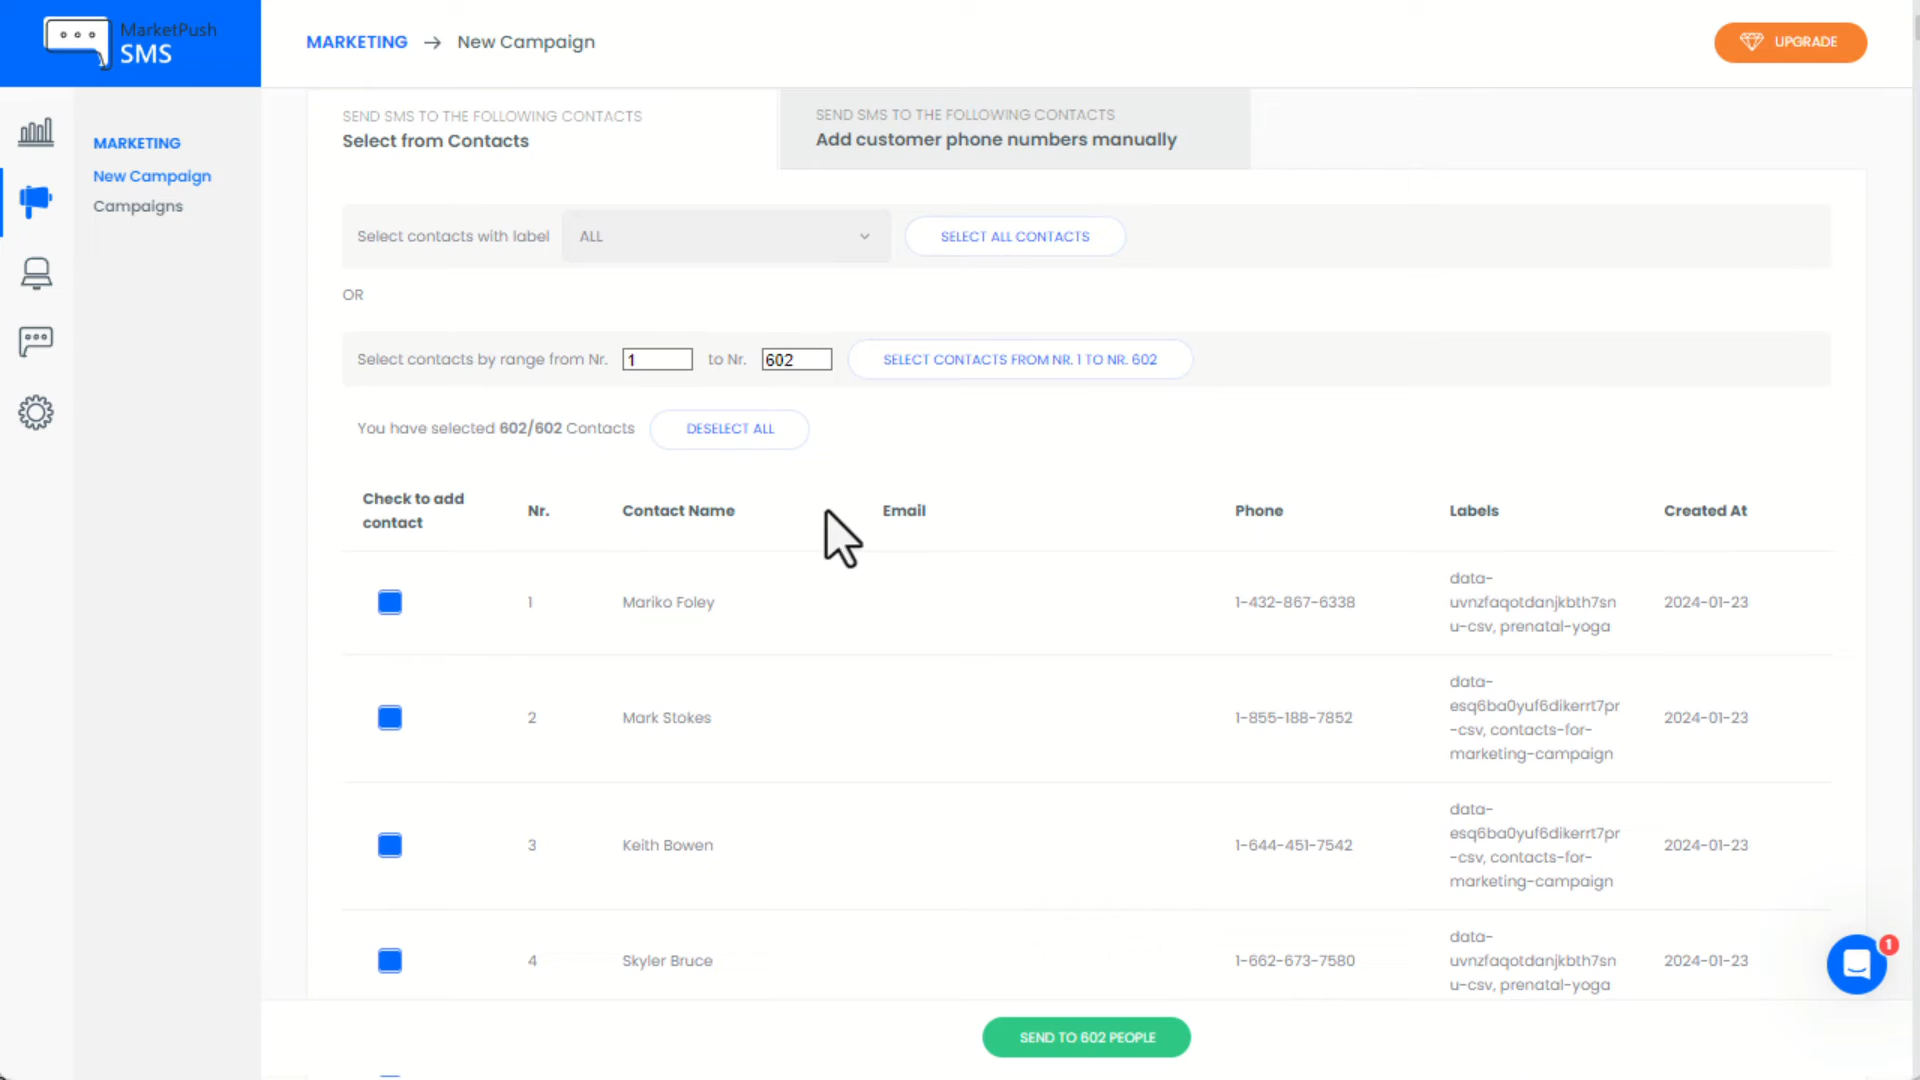 MarketPush
SMS
MARKETING → New Campaign
UPGRADE
MARKETING
New Campaign
Campaigns
SEND SMS TO THE FOLLOWING CONTACTS
Select from Contacts
SEND SMS TO THE FOLLOWING CONTACTS
Add customer phone numbers manually
Select contacts with label ALL SELECT ALL CONTACTS
OR
Select contacts by range from Nr. 1 to Nr. 602 SELECT CONTACTS FROM NR. 1 TO NR. 602
You have selected 602/602 Contacts DESELECT ALL
Check to add
contact
Nr. Contact Name Email Phone Labels Created At
1 Mariko Foley 1-432-867-6338
data-
uvnzfaqotdanjkbth7sn
u-csv, prenatal-yoga
2024-01-23
2 Mark Stokes 1-855-188-7852
data-
esq6ba0yuf6dikerrt7pr
-csv, contacts-for-
marketing-campaign
2024-01-23
3 Keith Bowen 1-644-451-7542
data-
esq6ba0yuf6dikerrt7pr
-csv, contacts-for-
marketing-campaign
2024-01-23
4 Skyler Bruce 1-662-673-7580
data-
uvnzfaqotdanjkbth7sn
u-csv, prenatal-yoga
2024-01-23
1
SEND TO 602 PEOPLE